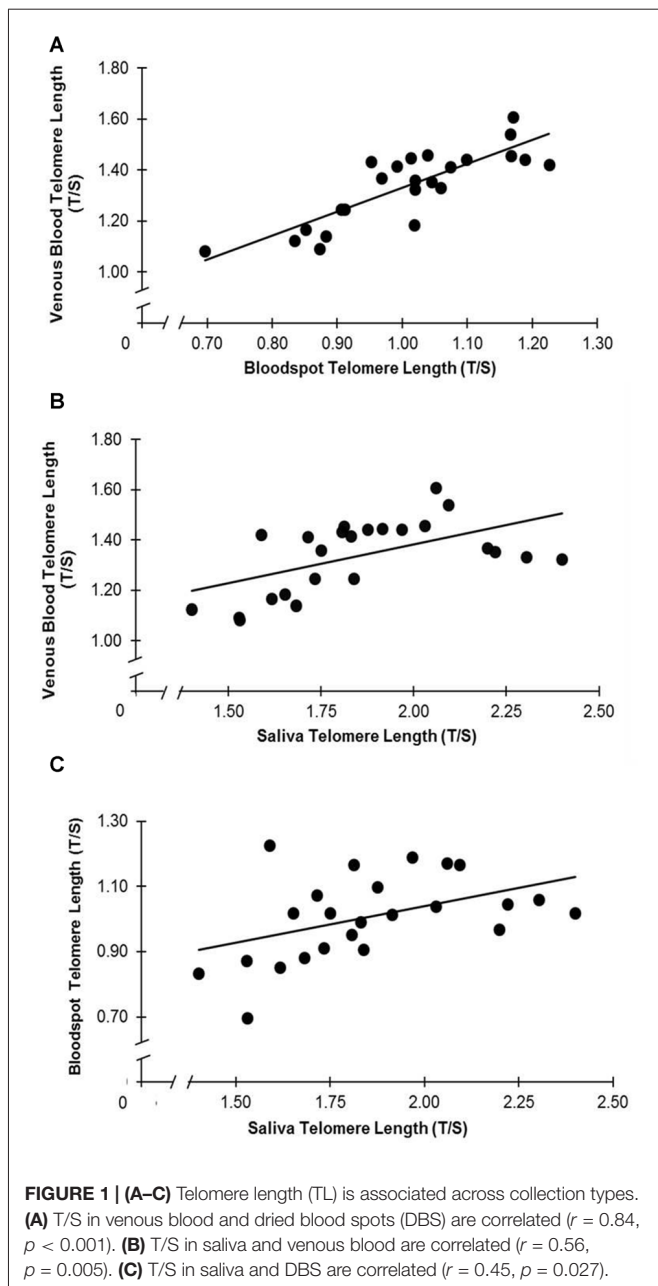 A
Venous Blood Telomere Length
(T/S)
1.80
1.60
1.40
1.20
1.00
0
0.70 0.80 0.90 1.00 1.10 1.20 1.30
Bloodspot Telomere Length (T/S)
B
Venous Blood Telomere Length
(T/S)
1.80
1.60
1.40
1.20
1.00
0
1.50 1.75 2.00 2.25 2.50
Saliva Telomere Length (T/S)
C
Bloodspot Telomere Length (T/S)
1.30
1.10
0.90
0.70
0
1.50 1.75 2.00 2.25 2.50
Saliva Telomere Length (T/S)
FIGURE 1 | (A–C) Telomere length (TL) is associated across collection types.
(A) T/S in venous blood and dried blood spots (DBS) are correlated (r = 0.84,
p < 0.001). (B) T/S in saliva and venous blood are correlated (r = 0.56,
p = 0.005). (C) T/S in saliva and DBS are correlated (r = 0.45, p = 0.027).